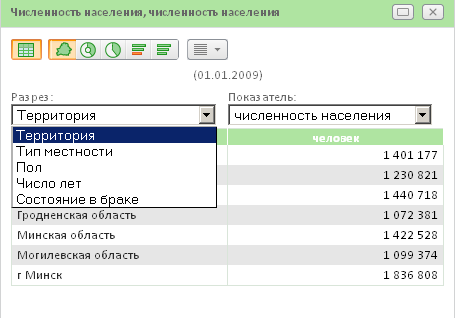 Численность населения, численность населения
(01.01.2009)
Разрез: Показатель:
Территория численность населения
Территория человек
Тип местности 1 401 177
Пол 1 230 821
Число лет 1 440 718
Состояние в браке
Гродненская область 1 072 381
Минская область 1 422 528
Могилевская область 1 099 374
г Минск 1 836 808